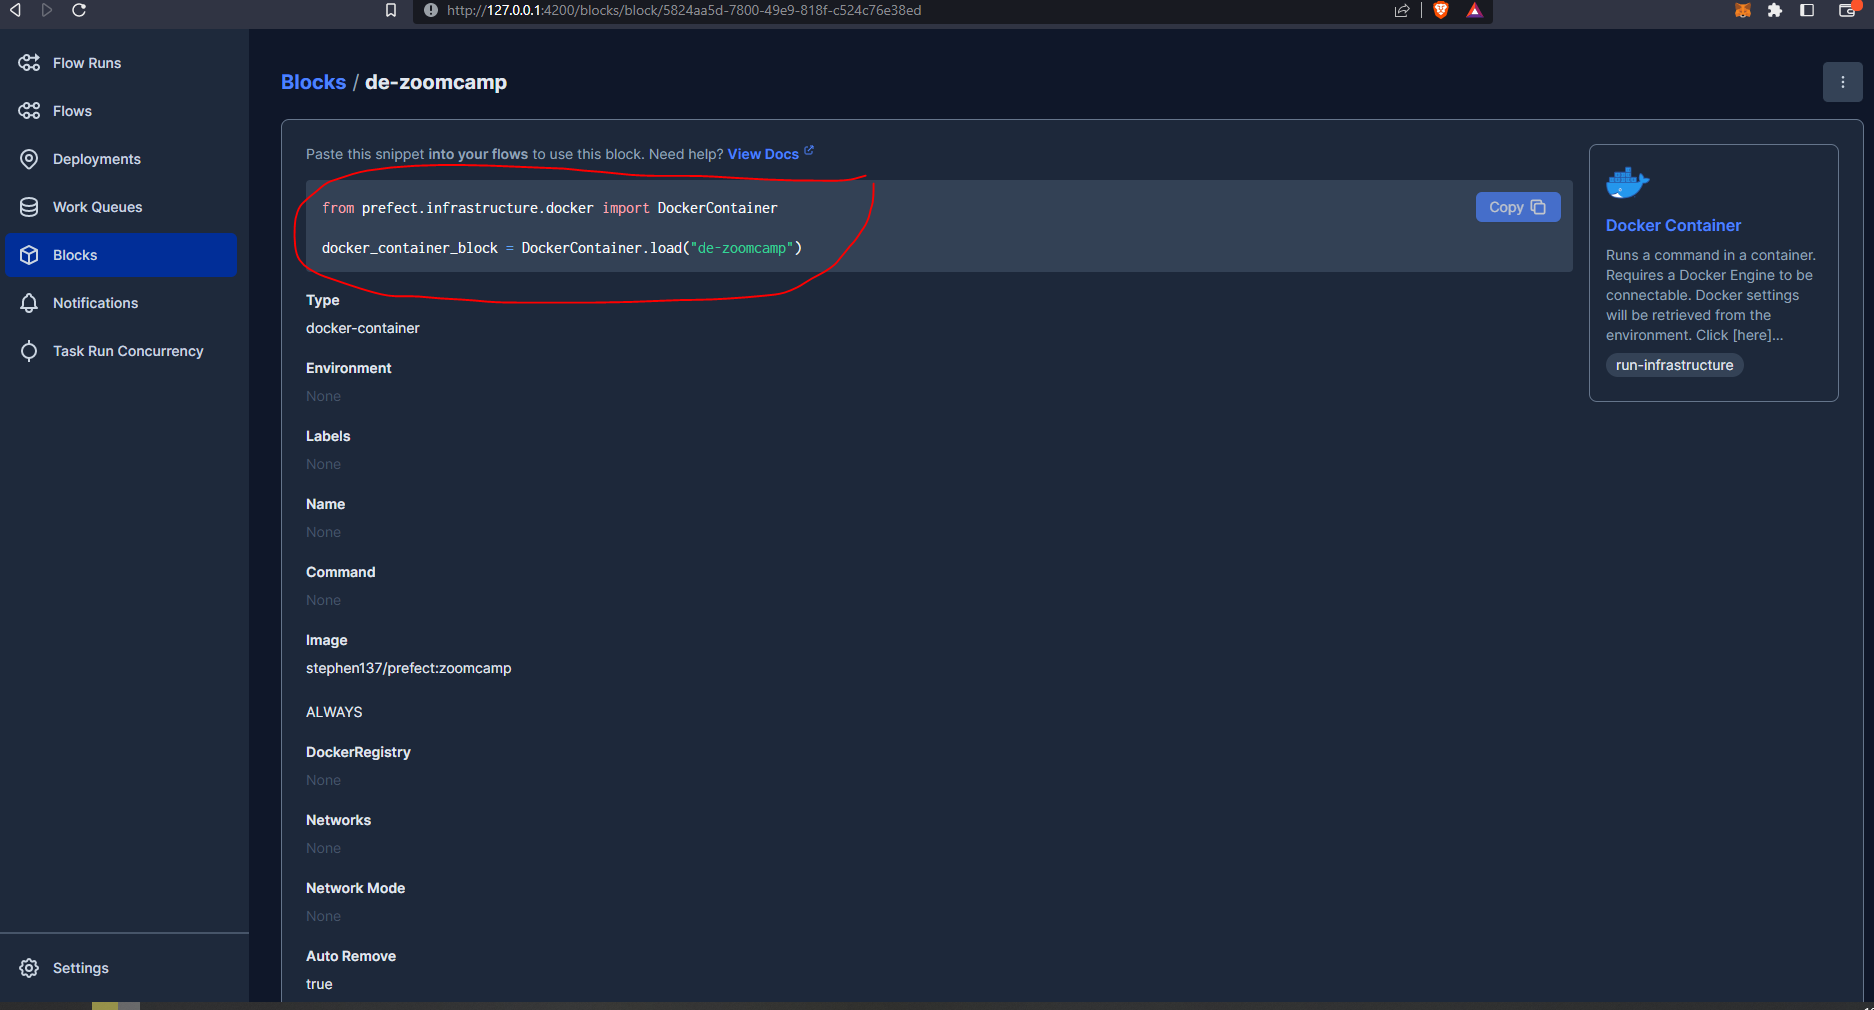 http://127.0.0.1:4200/blocks/block/5824aa5d-7800-49e9-818f-c524c76e38ed
Flow Runs
Flows
Deployments
Work Queues
Blocks
Notifications
Task Run Concurrency
Settings
Blocks / de-zoomcamp
Paste this snippet into your flows to use this block. Need help? View Docs
from prefect.infrastructure.docker import DockerContainer
docker_container_block = DockerContainer.load("de-zoomcamp")
Copy
Type
docker-container
Environment
None
Labels
None
Name
None
Command
None
Image
stephen137/prefect:zoomcamp
ALWAYS
DockerRegistry
None
Networks
None
Network Mode
None
Auto Remove
true
Docker Container
Runs a command in a container.
Requires a Docker Engine to be
connectable. Docker settings
will be retrieved from the
environment. Click [here]...
run-infrastructure